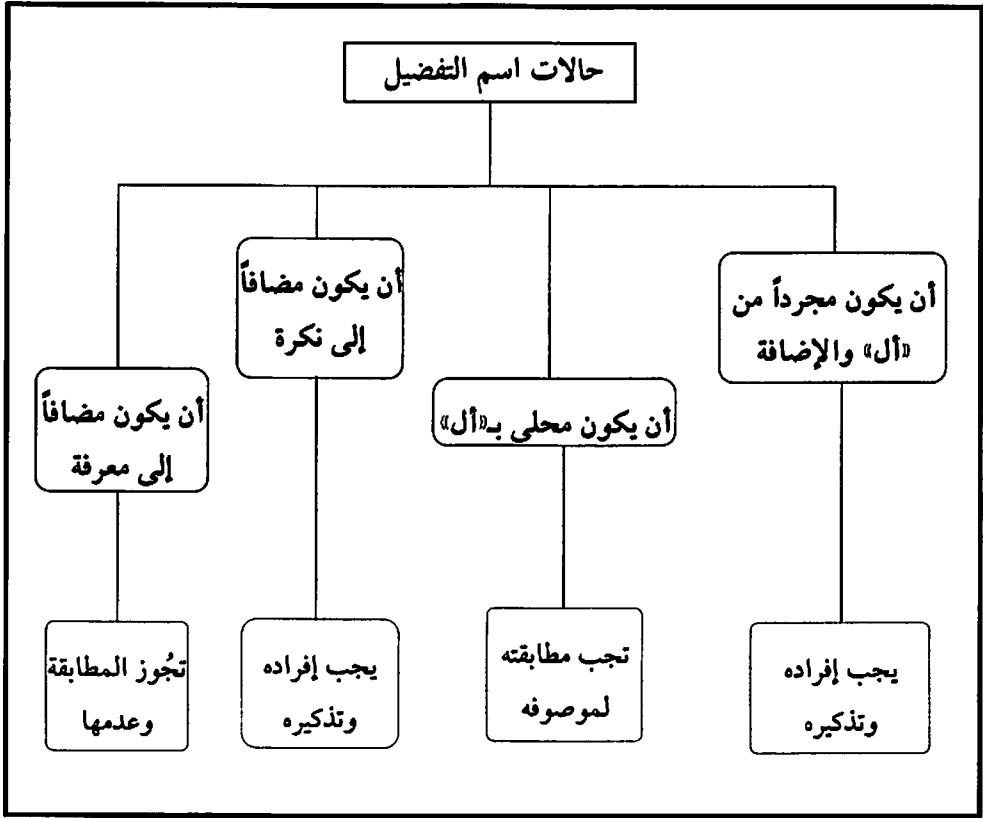 حالات اسم التفضيل
أن يكون مجرداً من
«أل» والإضافة
أن يكون محلى بـ«أل»
أن يكون مضافاً
إلى نكرة
أن يكون مضافاً
إلى معرفة
يجب إفراده
وتذكيره
تجب مطابقته
لموصوفه
يجب إفراده
وتذكيره
تجُوز المطابقة
وعدمها